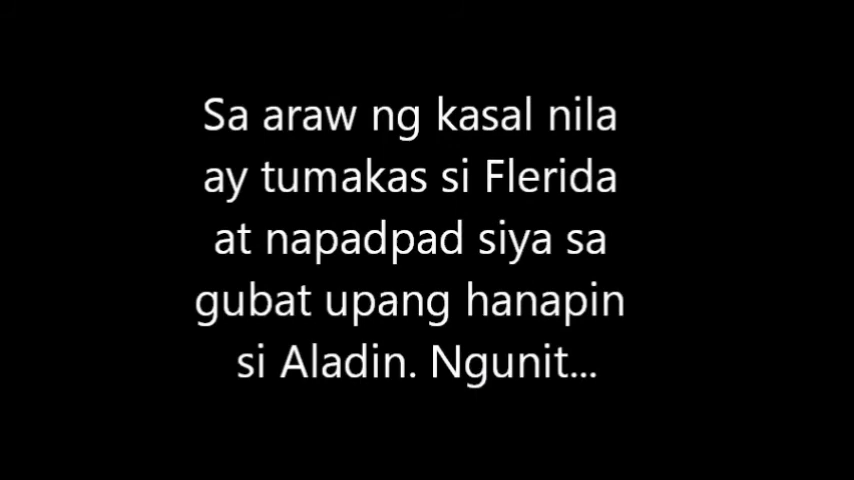 Sa araw ng kasal nila
ay tumakas si Flerida
at napadpad siya sa
gubat upang hanapin
si Aladin. Ngunit...